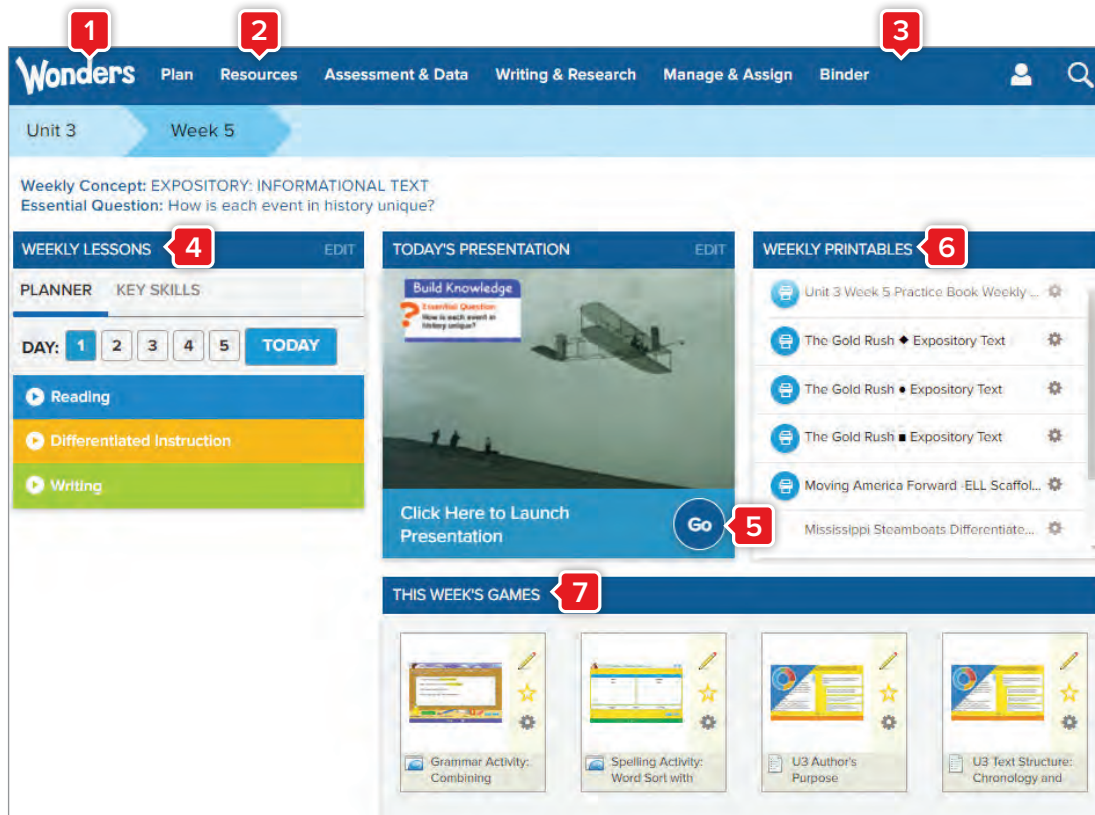 1
2
3
Wonders Plan Resources Assessment & Data Writing & Research Manage & Assign Binder
Unit 3 Week 5
Weekly Concept: EXPOSITORY: INFORMATIONAL TEXT
Essential Question: How is each event in history unique?
WEEKLY LESSONS 4 EDIT
PLANNER KEY SKILLS
DAY: 1 2 3 4 5 TODAY
Reading
Differentiated Instruction
Writing
TODAY'S PRESENTATION EDIT
Build Knowledge
Essential Question
How is each event in
history unique?
Click Here to Launch
Presentation
Go 5
WEEKLY PRINTABLES 6
Unit 3 Week 5 Practice Book Weekly ...
The Gold Rush ◆ Expository Text
The Gold Rush ● Expository Text
The Gold Rush ■ Expository Text
Moving America Forward -ELL Scaffol...
Mississippi Steamboats Differentiate...
THIS WEEK'S GAMES 7
Grammar Activity:
Combining
Spelling Activity:
Word Sort with
U3 Author's
Purpose
U3 Text Structure:
Chronology and